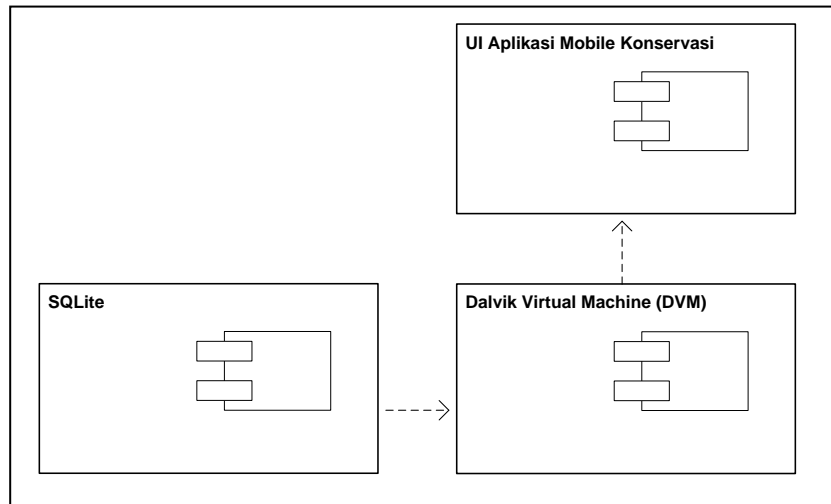 UI Aplikasi Mobile Konservasi
SQLite
Dalvik Virtual Machine (DVM)